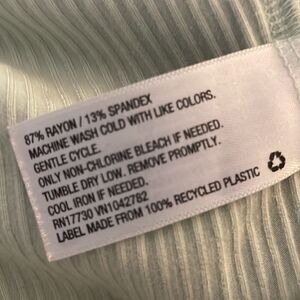 87% RAYON / 13% SPANDEX
MACHINE WASH COLD WITH LIKE COLORS.
GENTLE CYCLE.
ONLY NON-CHLORINE BLEACH IF NEEDED.
TUMBLE DRY LOW. REMOVE PROMPTLY.
COOL IRON IF NEEDED.
RN17730 VN1042782
LABEL MADE FROM 100% RECYCLED PLASTIC